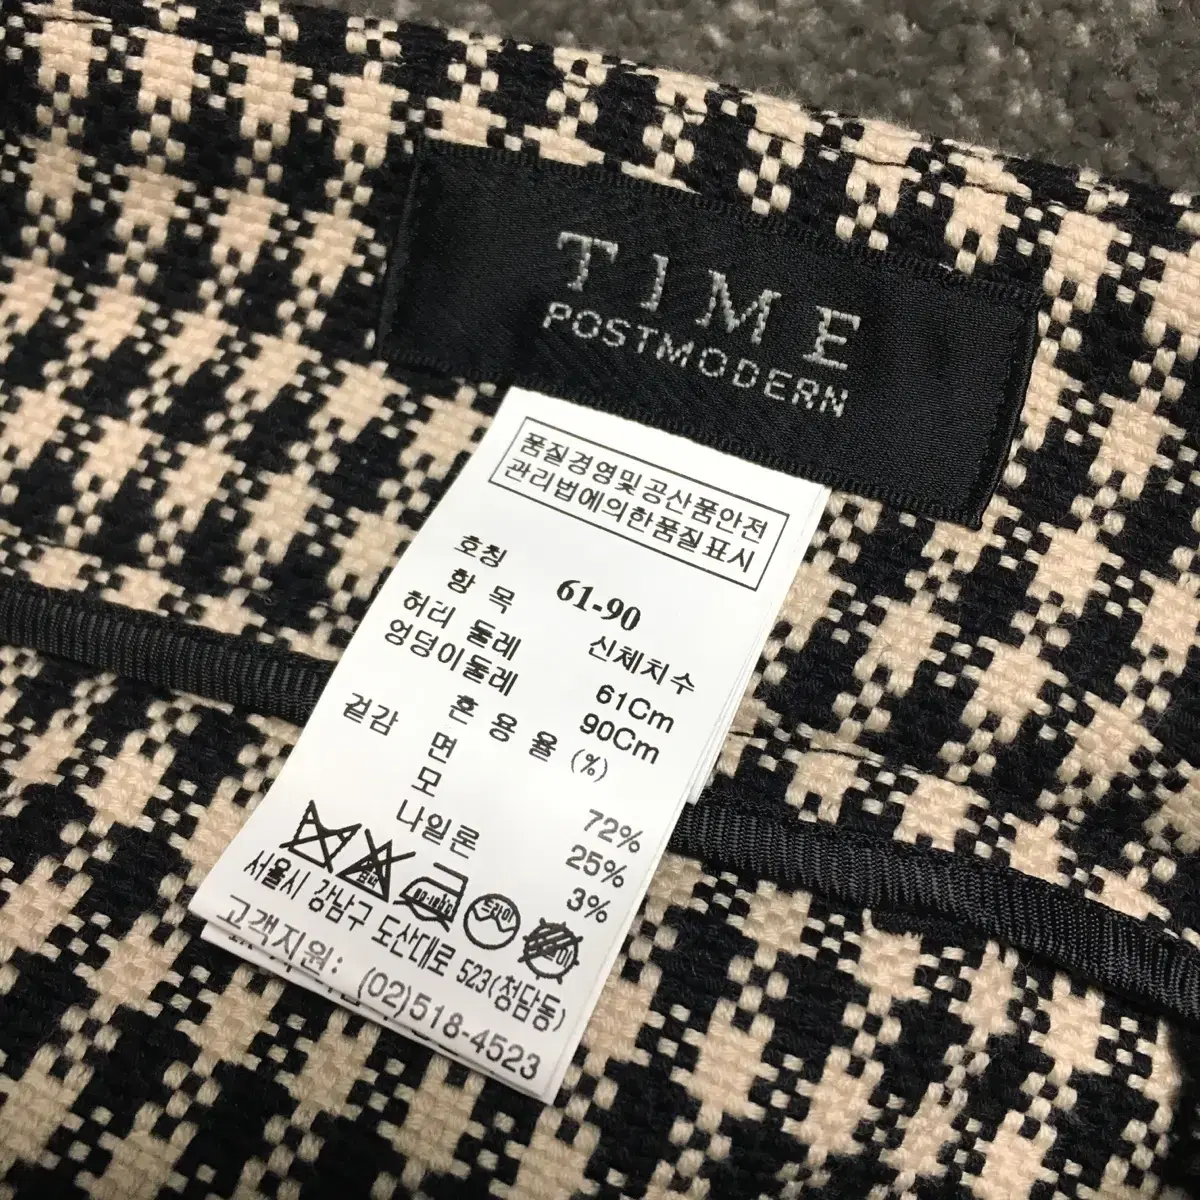 TIME
POSTMODERN
품질경영및공산품안전
관리법에의한품질표시
호칭 61-90
항 목 신체치수
허리 둘레 61Cm
엉덩이둘레 90Cm
혼 용 율 (%)
겉감 면 72%
모 25%
나일론 3%
드라이
서울시 강남구 도산대로 523(청담동)
고객지원: (02)518-4523